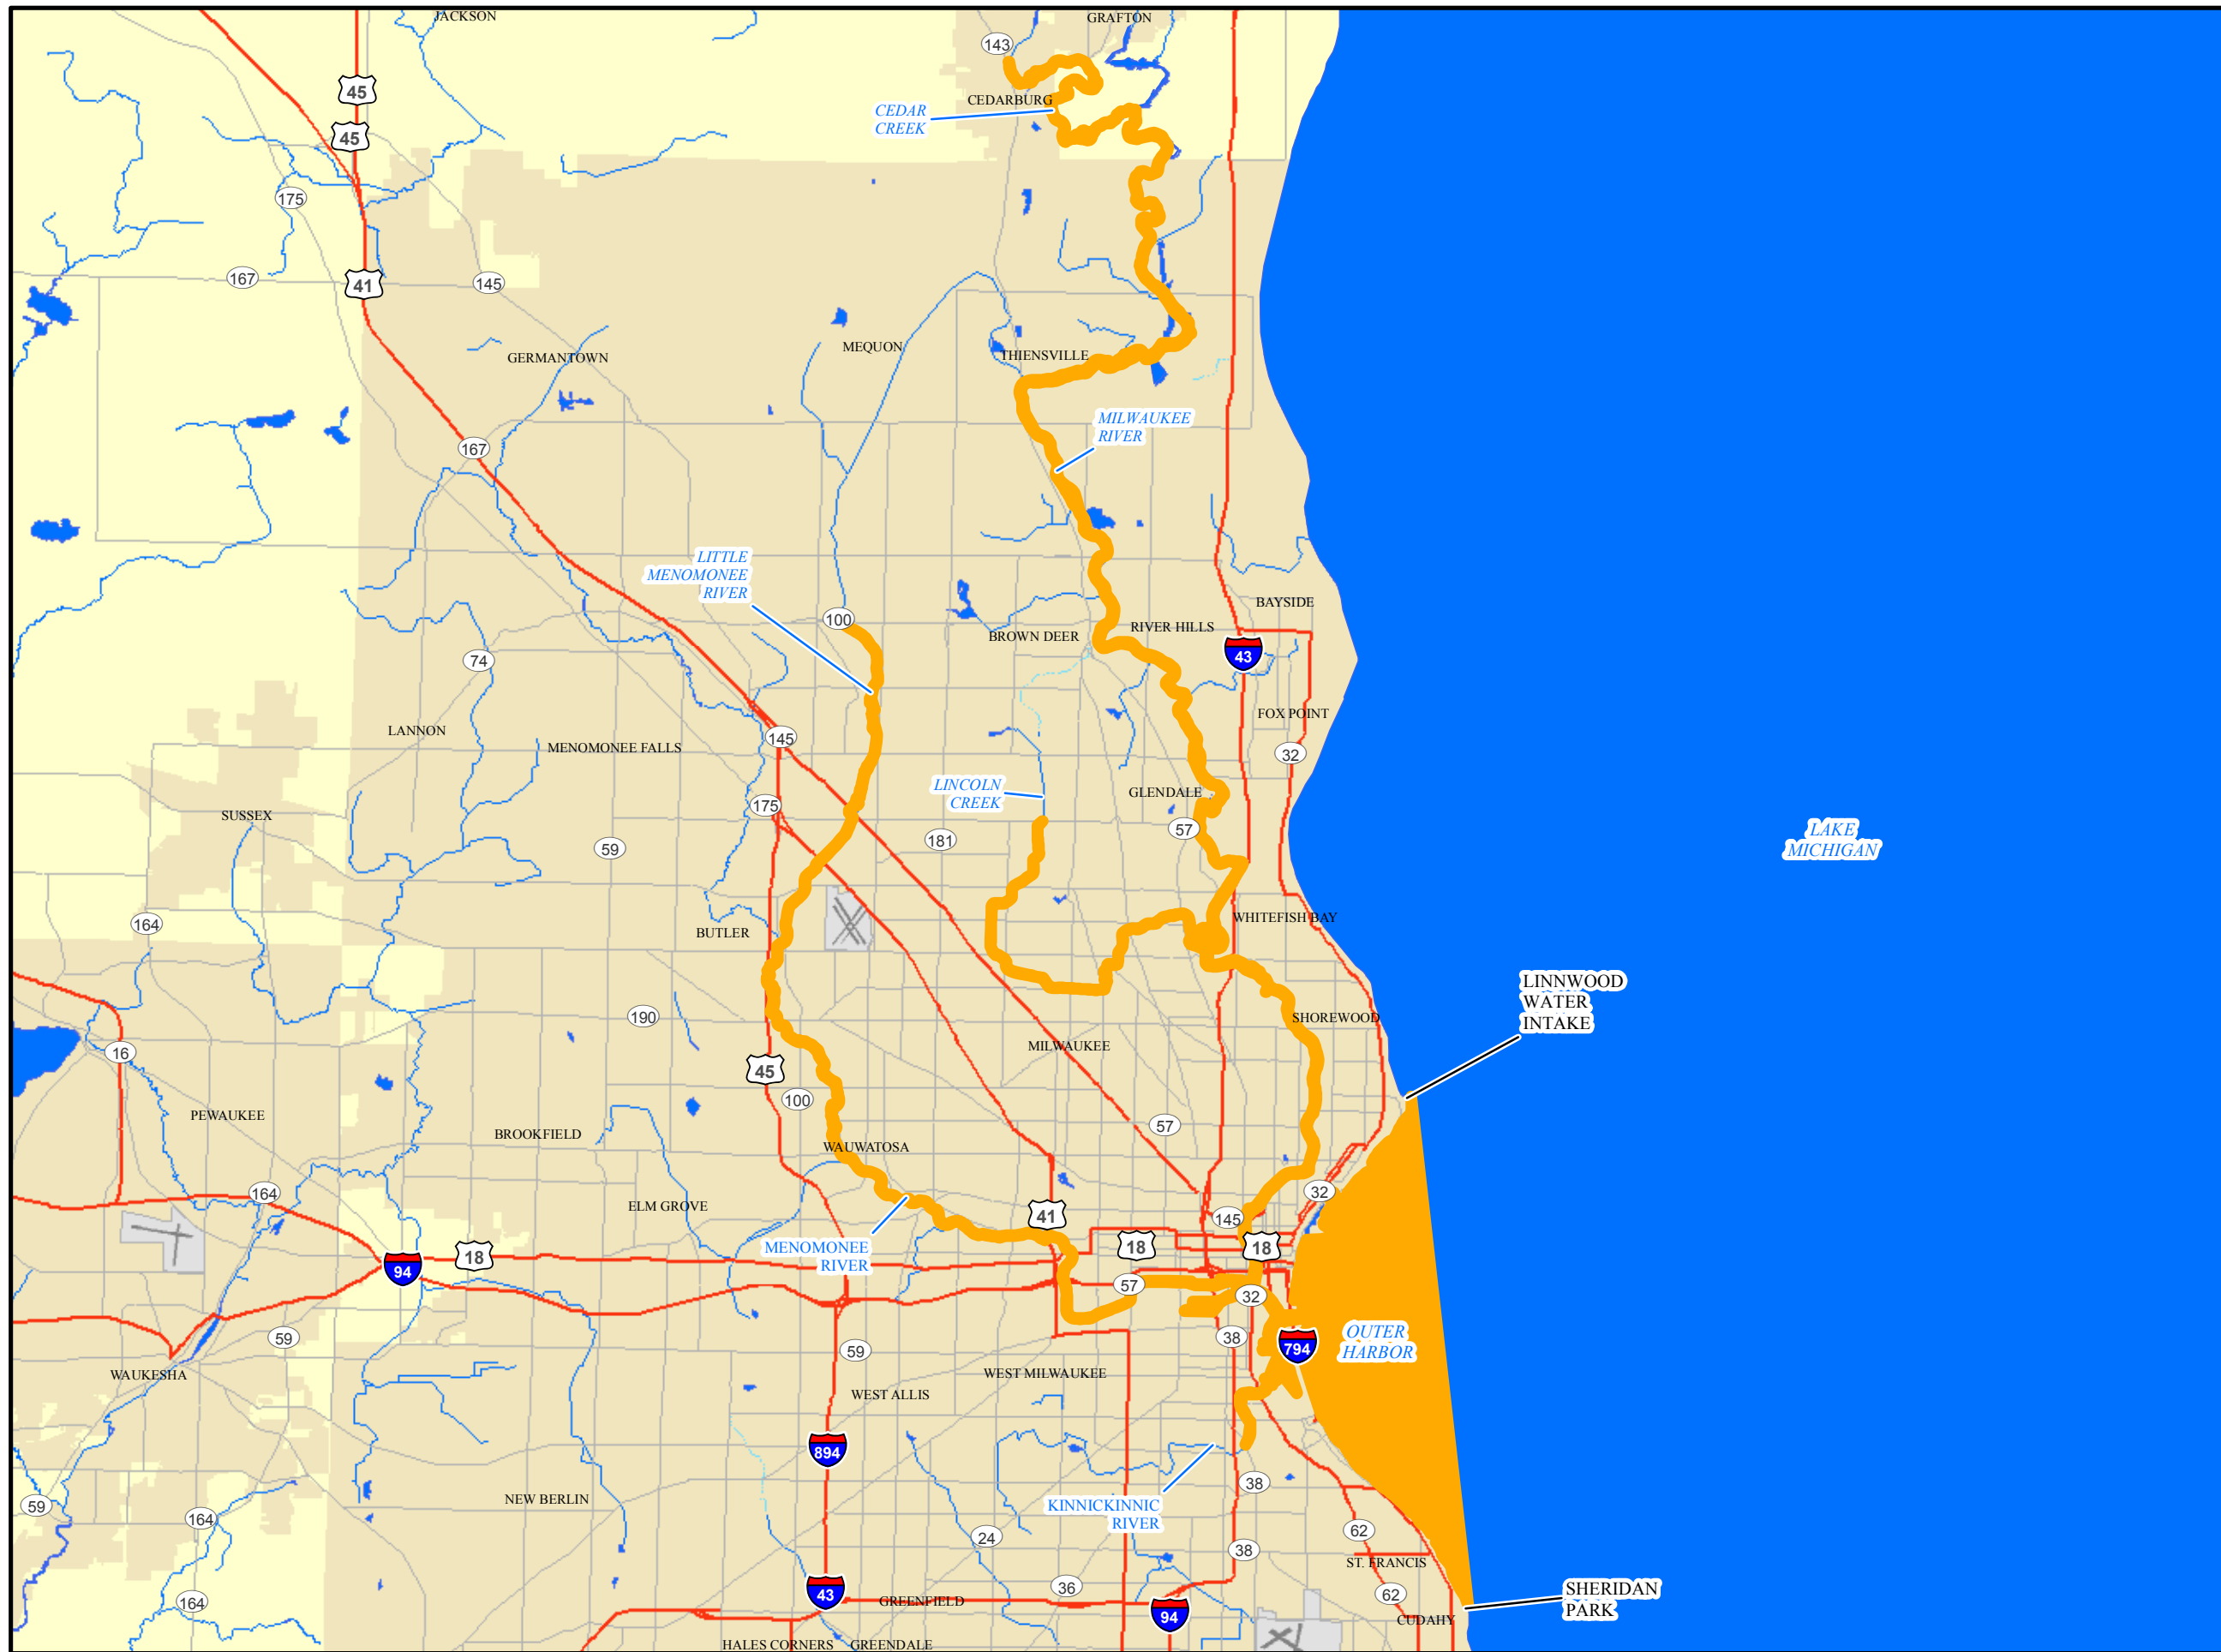 JACKSON
GRAFTON
143
45
CEDARBURG
CEDAR
CREEK
45
175
167
41
145
GERMANTOWN
MEQUON
THIENSVILLE
MILWAUKEE
RIVER
167
LITTLE
MENOMONEE
RIVER
100
BAYSIDE
BROWN DEER
RIVER HILLS
43
74
LANNON
MENOMONEE FALLS
145
FOX POINT
32
LINCOLN
CREEK
GLENDALE
175
SUSSEX
59
181
57
LAKE
MICHIGAN
164
BUTLER
WHITEFISH BAY
LINNWOOD
WATER
INTAKE
190
SHOREWOOD
16
MILWAUKEE
45
100
PEWAUKEE
57
BROOKFIELD
WAUWATOSA
164
32
ELM GROVE
41
145
MENOMONEE
RIVER
18
18
18
94
57
32
59
38
794
OUTER
HARBOR
59
WAUKESHA
WEST MILWAUKEE
WEST ALLIS
894
38
59
NEW BERLIN
KINNICKINNIC
RIVER
164
24
62
38
ST. FRANCIS
36
43
62
164
GREENFIELD
94
SHERIDAN
PARK
CUDAHY
HALES CORNERS
GREENDALE